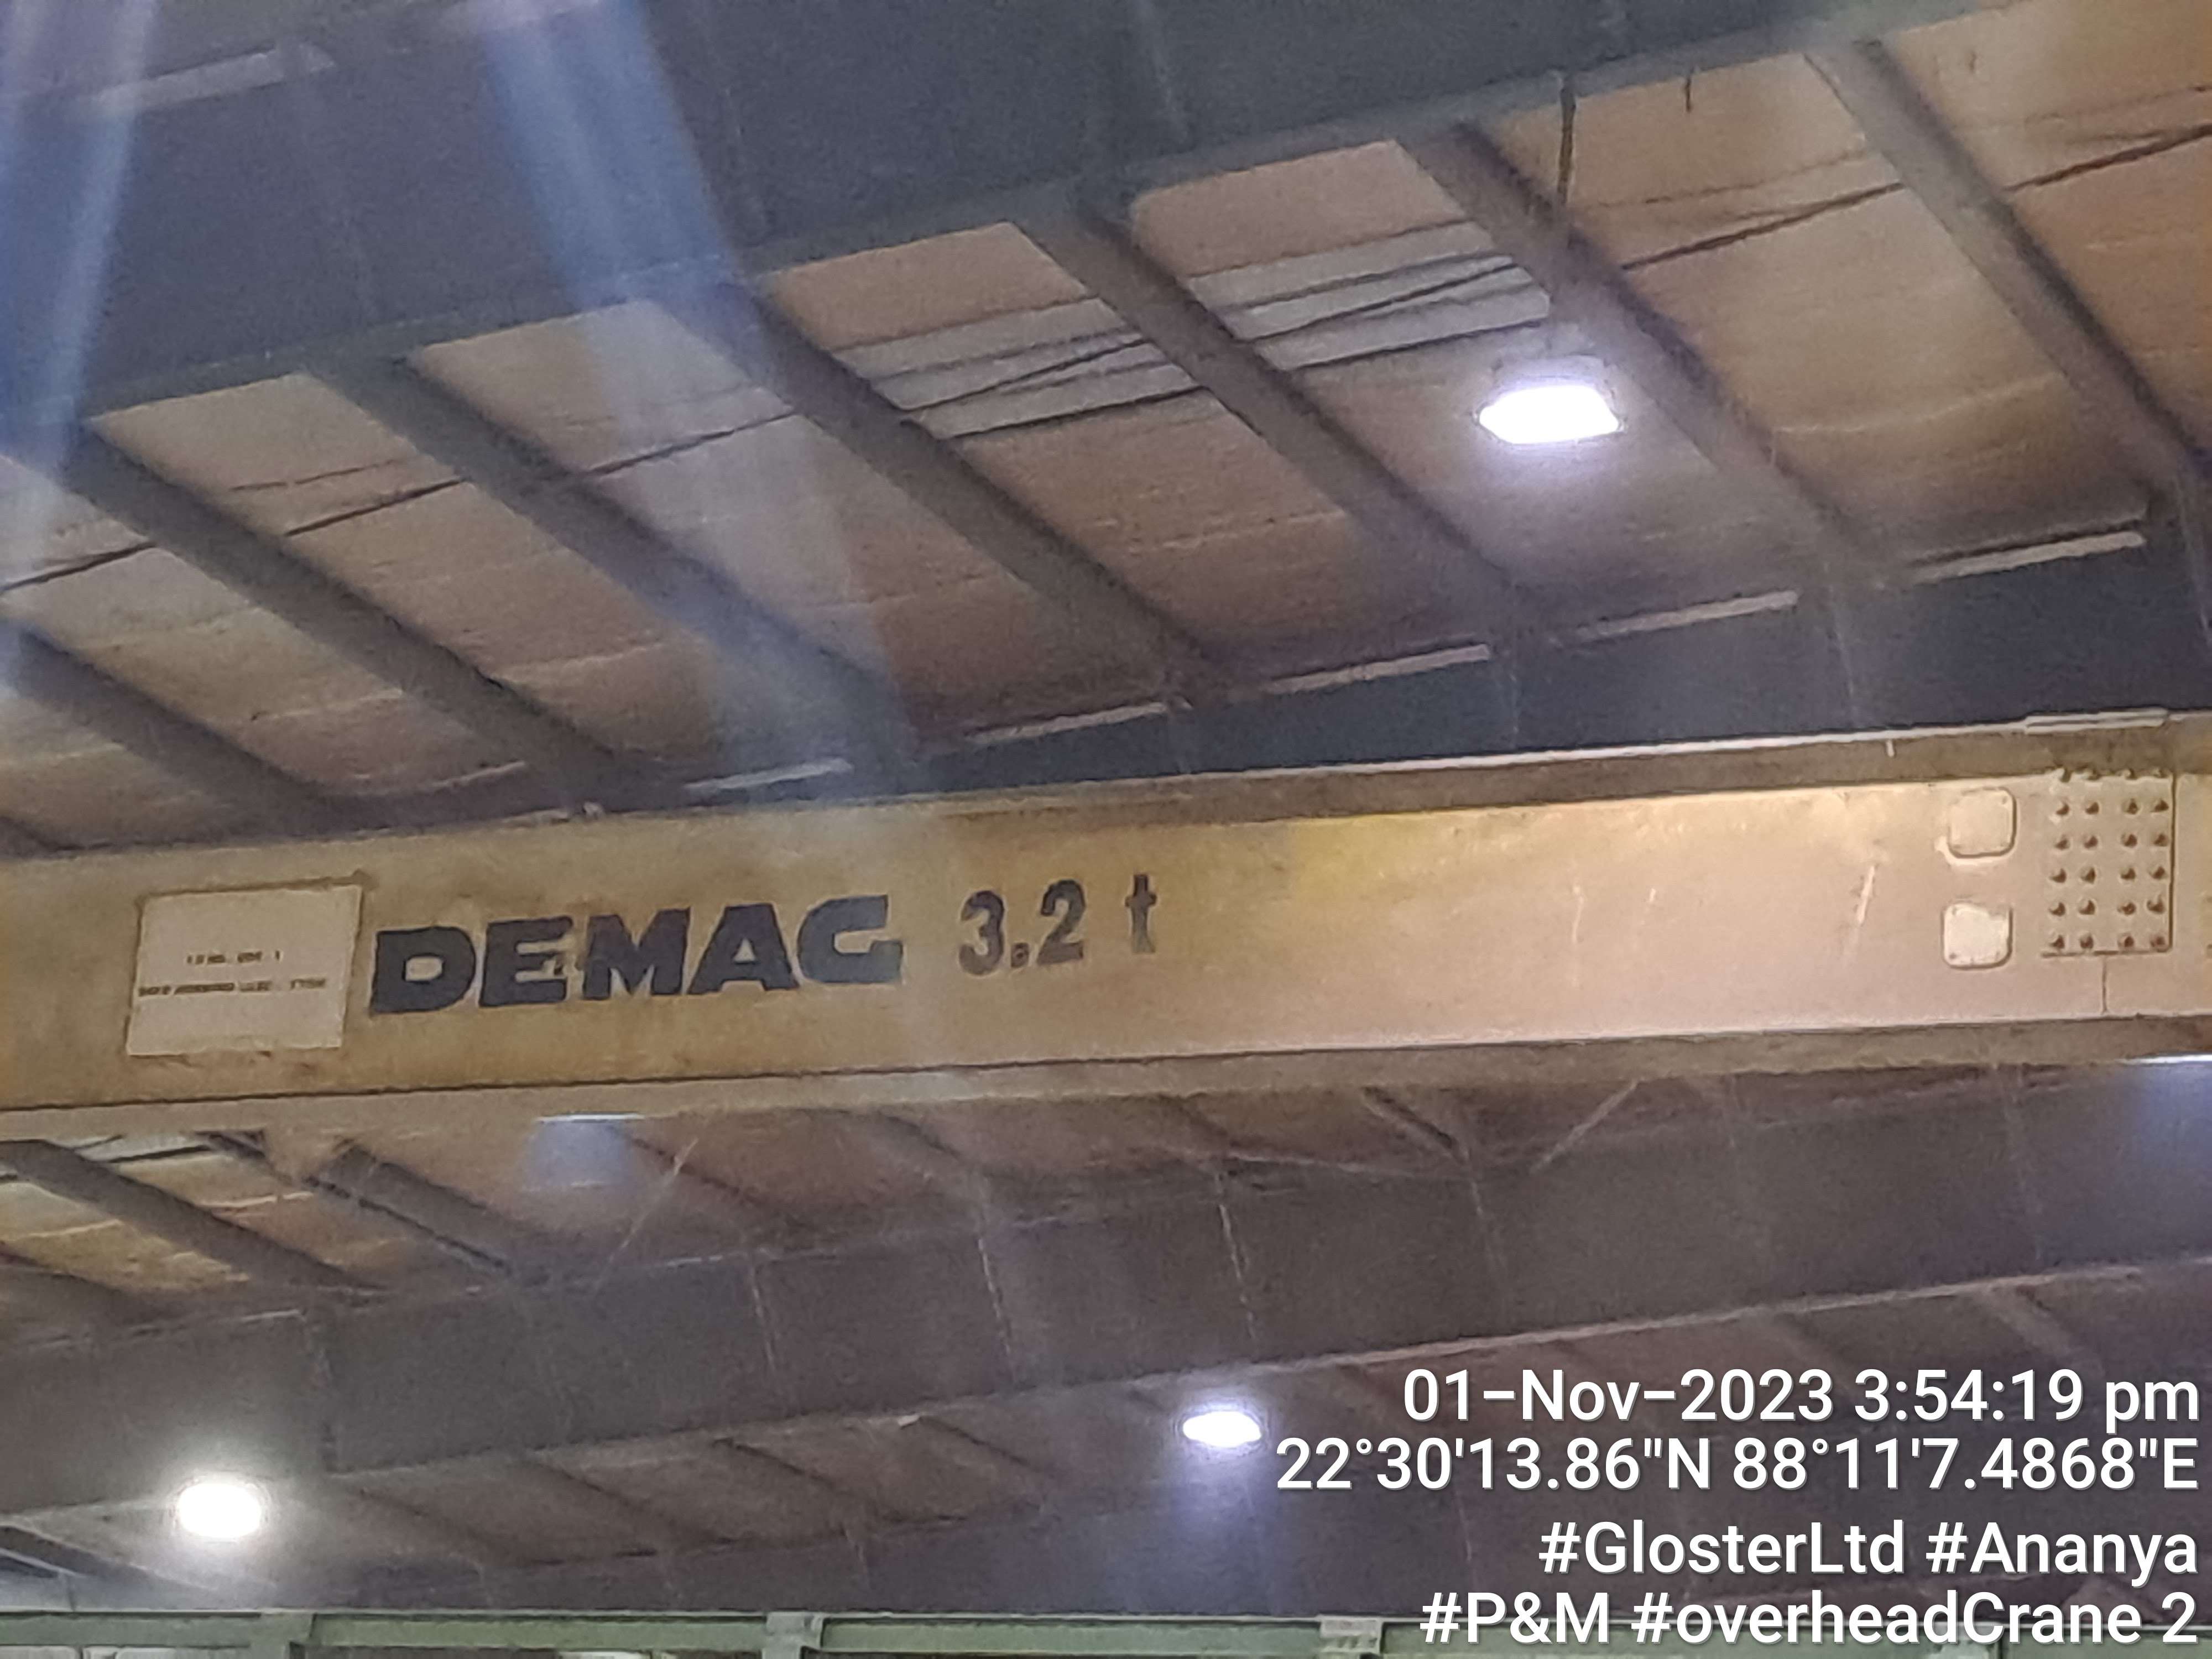 DEMAG 3.2 t
01-Nov-2023 3:54:19 pm
22°30'13.86"N 88°11'7.4868"E
#GlosterLtd #Ananya
#P&M #overheadCrane 2